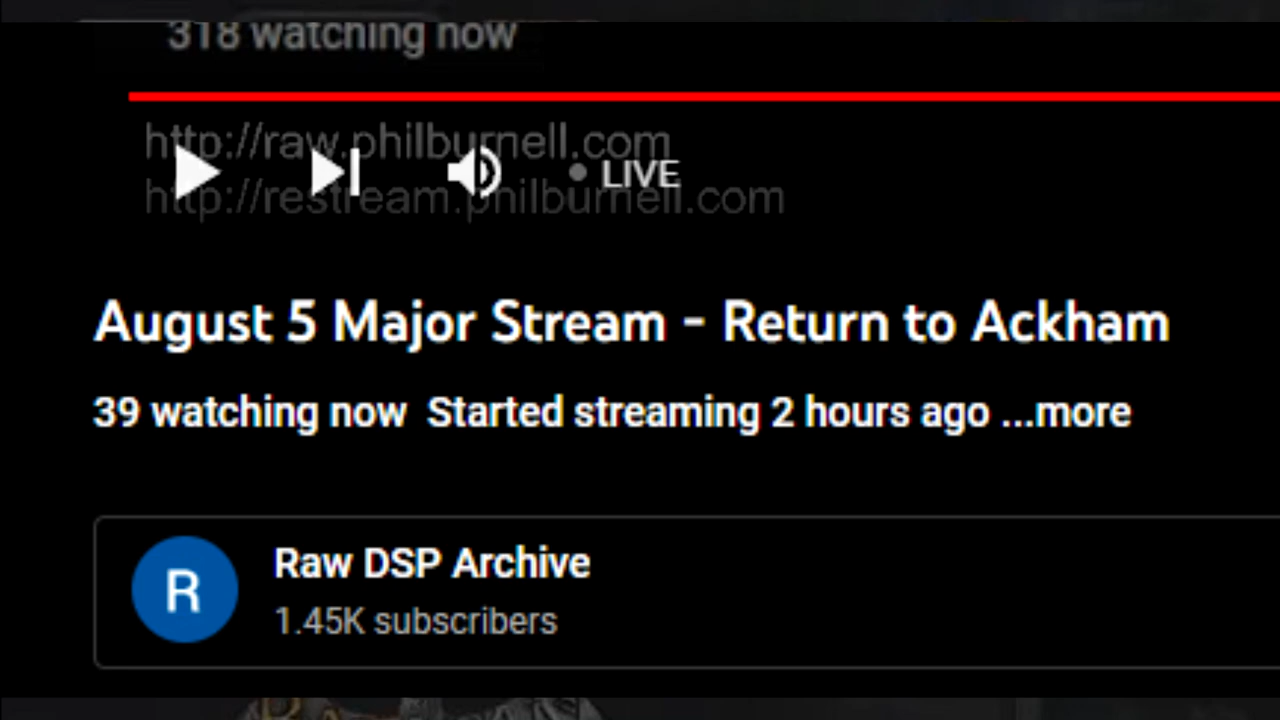 318 watching now
http://raw.philburnell.com
LIVE
http://restream.philburnell.com
August 5 Major Stream - Return to Ackham
39 watching now Started streaming 2 hours ago ...more
R
Raw DSP Archive
1.45K subscribers